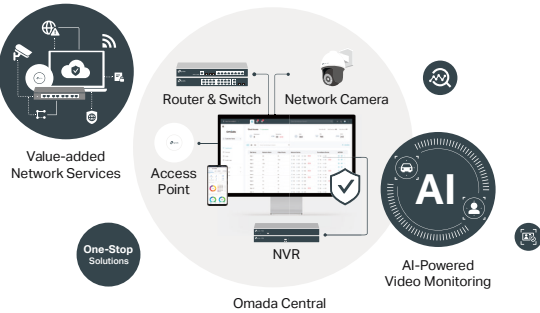 Router & Switch
Network Camera
Value-added
Network Services
Access
Point
AI
One-Stop
Solutions
NVR
AI-Powered
Video Monitoring
Omada Central